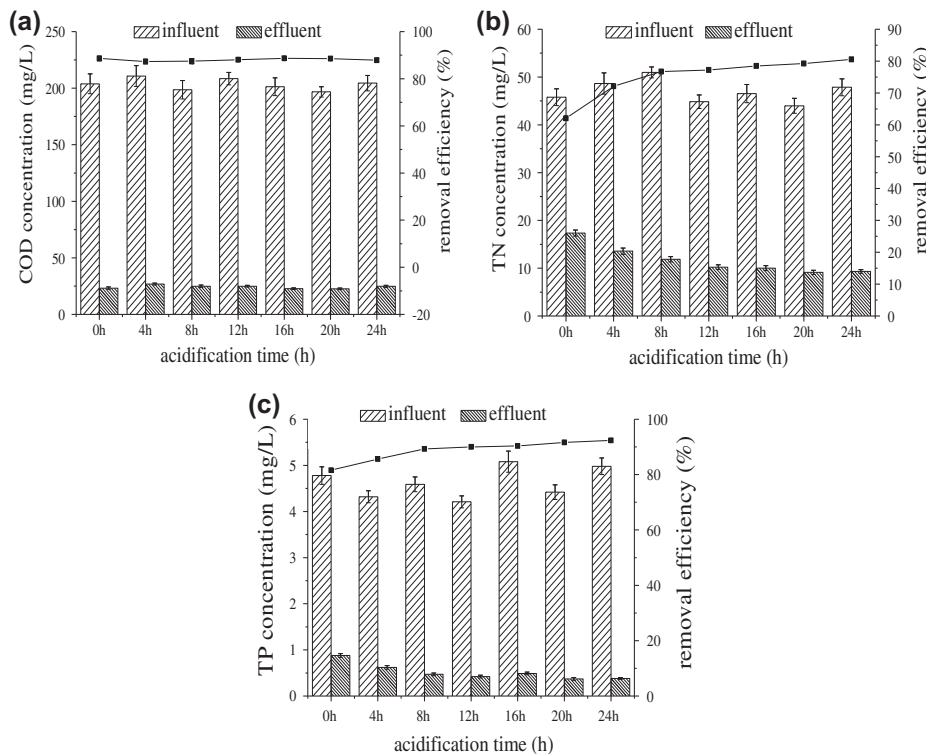 (a)
influent effluent
COD concentration (mg/L)
250
200
150
100
50
0
100
80
60
40
20
0
-20
removal efficiency (%)
0h 4h 8h 12h 16h 20h 24h
acidification time (h)
(b)
influent effluent
TN concentration (mg/L)
60
50
40
30
20
10
0
90
80
70
60
50
40
30
20
10
0
removal efficiency (%)
0h 4h 8h 12h 16h 20h 24h
acidification time (h)
(c)
influent effluent
TP concentration (mg/L)
6
5
4
3
2
1
0
100
80
60
40
20
0
removal efficiency (%)
0h 4h 8h 12h 16h 20h 24h
acidification time (h)